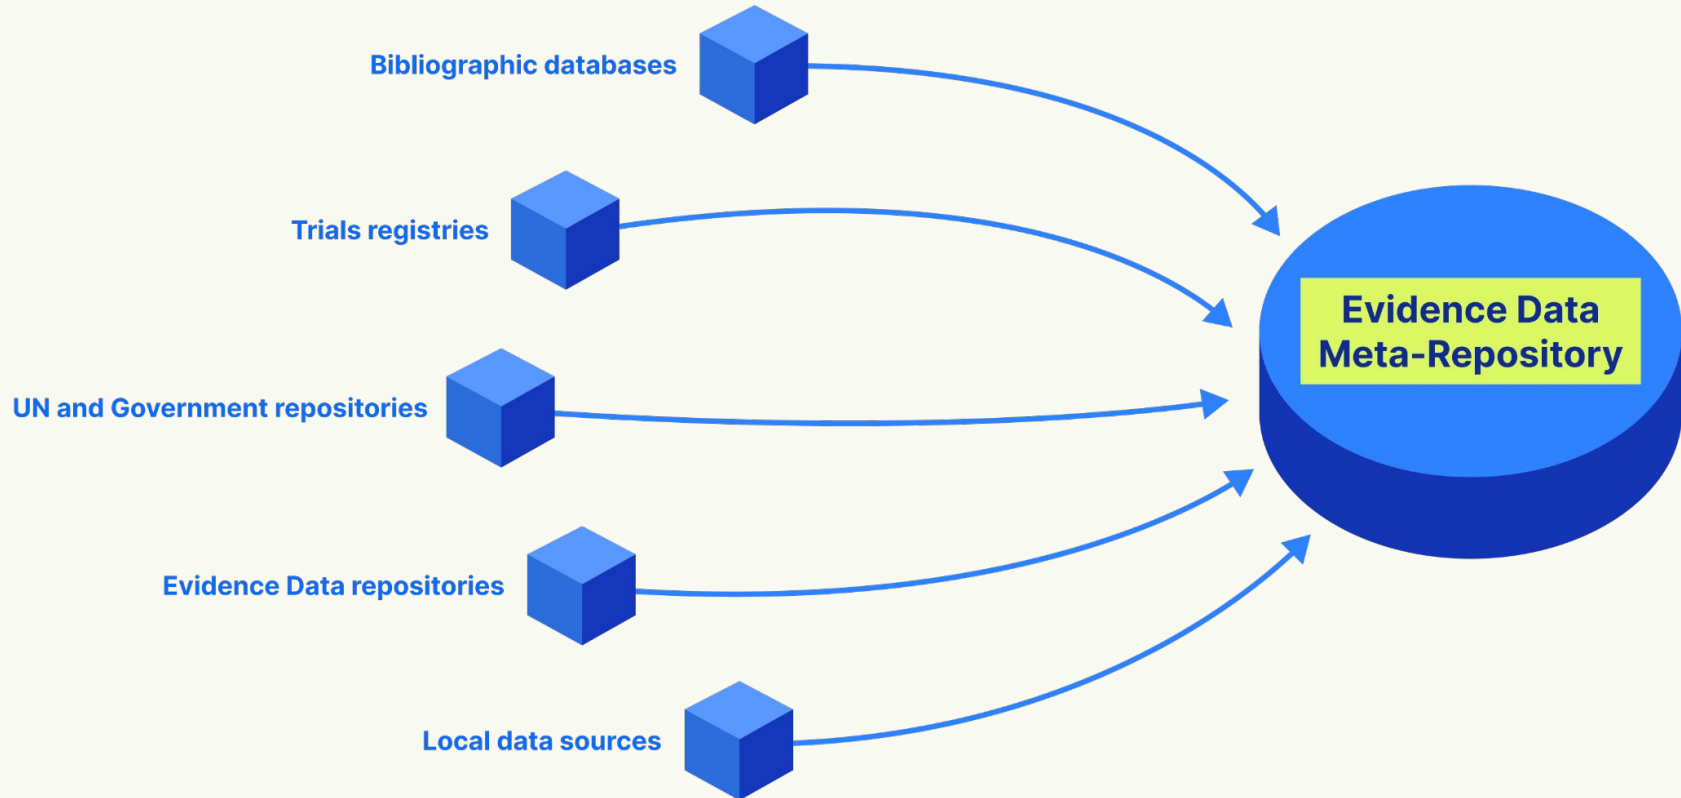 Bibliographic databases
Trials registries
UN and Government repositories
Evidence Data repositories
Local data sources
Evidence Data
Meta-Repository